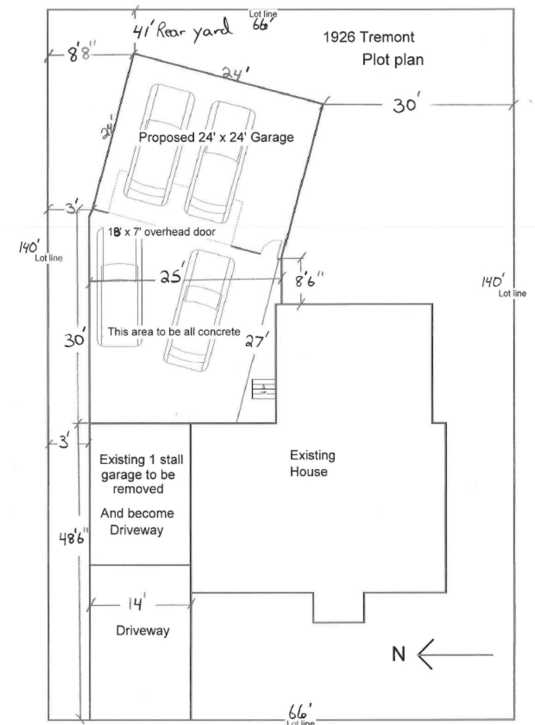 Lot line
66'
41' Rear yard
1926 Tremont
Plot plan
8'8"
24'
30'
24'
Proposed 24' x 24' Garage
3'
18' x 7' overhead door
140'
Lot line
25'
8'6"
140'
Lot line
30'
This area to be all concrete
27'
3'
Existing 1 stall
garage to be
removed
And become
Driveway
Existing
House
48'6"
14'
Driveway
N
66'
Lot line